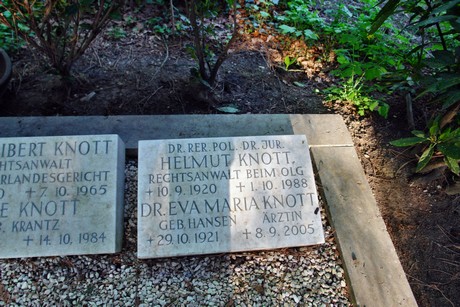 IBERT KNOTT
HTSANWALT
RLANDESGERICHT
† 7.10.1965
E KNOTT
B. KRANTZ
† 14.10.1984
DR. RER. POL. DR. JUR.
HELMUT KNOTT
RECHTSANWALT BEIM OLG
* 10.9.1920 † 1.10.1988
DR. EVA MARIA KNOTT
GEB. HANSEN ÄRZTIN
* 29.10.1921 † 8.9.2005